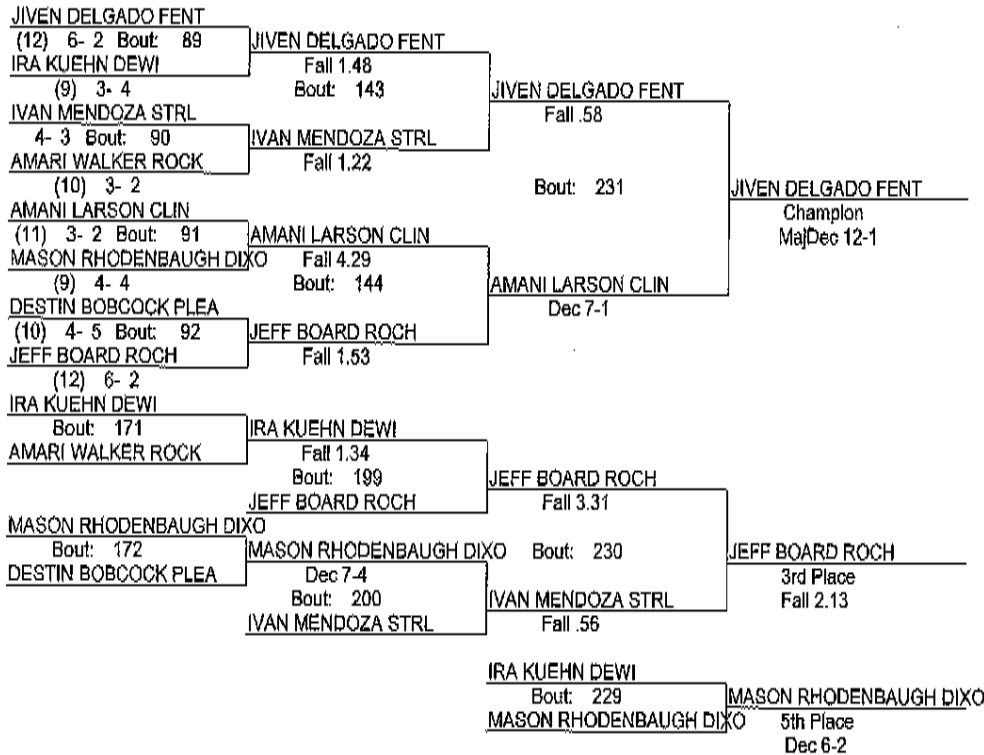 JIVEN DELGADO FENT
(12) 6- 2 Bout: 89
IRA KUEHN DEWI
(9) 3- 4
IVAN MENDOZA STRL
4- 3 Bout: 90
AMARI WALKER ROCK
(10) 3- 2
AMANI LARSON CLIN
(11) 3- 2 Bout: 91
MASON RHODENBAUGH DIXO
(9) 4- 4
DESTIN BOBCOCK PLEA
(10) 4- 5 Bout: 92
JEFF BOARD ROCH
(12) 6- 2
JIVEN DELGADO FENT
Fall 1.48
Bout: 143
IVAN MENDOZA STRL
Fall 1.22
AMANI LARSON CLIN
Fall 4.29
Bout: 144
JEFF BOARD ROCH
Fall 1.53
JIVEN DELGADO FENT
Fall .58
Bout: 231
AMANI LARSON CLIN
Dec 7-1
JIVEN DELGADO FENT
Champion
MajDec 12-1
IRA KUEHN DEWI
Bout: 171
AMARI WALKER ROCK
MASON RHODENBAUGH DIXO
Bout: 172
DESTIN BOBCOCK PLEA
IRA KUEHN DEWI
Fall 1.34
Bout: 199
JEFF BOARD ROCH
MASON RHODENBAUGH DIXO
Dec 7-4
Bout: 200
IVAN MENDOZA STRL
JEFF BOARD ROCH
Fall 3.31
Bout: 230
IVAN MENDOZA STRL
Fall .56
JEFF BOARD ROCH
3rd Place
Fall 2.13
IRA KUEHN DEWI
Bout: 229
MASON RHODENBAUGH DIXO
MASON RHODENBAUGH DIXO
5th Place
Dec 6-2